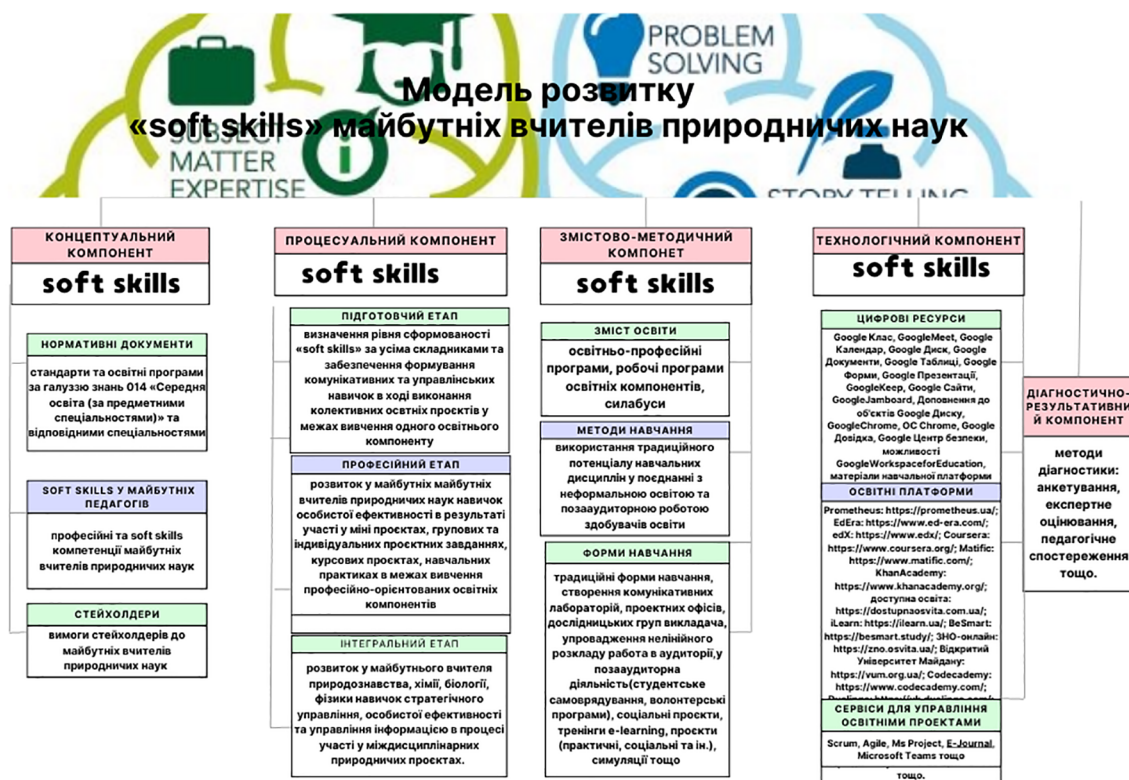 PROBLEM
SOLVING
Модель розвитку
«soft skills» майбутніх вчителів природничих наук
SUBJECT
MATTER
EXPERTISE
STORY TELLING
КОНЦЕПТУАЛЬНИЙ
КОМПОНЕНТ
soft skills
НОРМАТИВНІ ДОКУМЕНТИ
стандарти та освітні програми
за галуззю знань 014 «Середня
освіта (за предметними
спеціальностями)» та
відповідними спеціальностями
SOFT SKILLS У МАЙБУТНІХ
ПЕДАГОГІВ
професійні та soft skills
компетенції майбутніх
вчителів природничих наук
СТЕЙХОЛДЕРИ
вимоги стейхолдерів до
майбутніх вчителів
природничих наук
ПРОЦЕСУАЛЬНИЙ КОМПОНЕНТ
soft skills
ПІДГОТОВЧИЙ ЕТАП
визначення рівня сформованості
«soft skills» за усіма складниками та
забезпечення формування
комунікативних та управлінських
навичок в ході виконання
колективних освтніх проєктів у
межах вивчення одного освітнього
компоненту
ПРОФЕСІЙНИЙ ЕТАП
розвиток у майбутніх майбутніх
вчителів природничих наук навичок
особистої ефективності в результаті
участі у міні проєктах, групових та
індивідуальних проєктних завданнях,
курсових проєктах, навчальних
практиках в межах вивчення
професійно-орієнтованих освітніх
компонентів
ІНТЕГРАЛЬНИЙ ЕТАП
розвиток у майбутнього вчителя
природознавства, хімії, біології,
фізики навичок стратегічного
управління, особистої ефективності
та управління інформацією в процесі
участі у міждисциплінарних
природничих проєктах.
ЗМІСТОВО-МЕТОДИЧНИЙ
КОМПОНЕТ
soft skills
ЗМІСТ ОСВІТИ
освітньо-професійні
програми, робочі програми
освітніх компонентів,
силабуси
МЕТОДИ НАВЧАННЯ
використання традиційного
потенціалу навчальних
дисциплін у поєднанні з
неформальною освітою та
позааудиторною роботою
здобувачів освіти
ФОРМИ НАВЧАННЯ
традиційні форми навчання,
створення комунікативних
лабораторій, проектних офісів,
дослідницьких груп викладача,
упровадження нелінійного
розкладу работа в аудиторії,у
позааудиторна
діяльність(студентське
самоврядування, волонтерські
програми), соціальні проєкти,
тренінги e-learning, проєкти
(практичні, соціальні та ін.),
симуляції тощо
ТЕХНОЛОГІЧНИЙ КОМПОНЕНТ
soft skills
ЦИФРОВІ РЕСУРСИ
Google Клас, GoogleMeet, Google
Календар, Google Диск, Google
Документи, Google Таблиці, Google
Форми, Google Презентації,
GoogleKeep, Google Сайти,
GoogleJamboard, Доповнення до
об'єктів Google Диску,
GoogleChrome, ОС Chrome, Google
Довідка, Google Центр безпеки,
можливості
GoogleWorkspaceforEducation,
матеріали навчальної платформи
ОСВІТНІ ПЛАТФОРМИ
Prometheus: https://prometheus.ua/;
EdEra: https://www.ed-era.com/;
edX: https://www.edx/; Coursera:
https://www.coursera.org/; Matific:
https://www.matific.com/;
KhanAcademy:
https://www.khanacademy.org/;
доступна освіта:
https://dostupnaosvita.com.ua/;
iLearn: https://ilearn.ua/; BeSmart:
https://besmart.study/; ЗНО-онлайн:
https://zno.osvita.ua/; Відкритий
Університет Майдану:
https://vum.org.ua/; Codecademy:
https://www.codecademy.com/;
СЕРВІСИ ДЛЯ УПРАВЛІННЯ
ОСВІТНІМИ ПРОЕКТАМИ
Scrum, Agile, Ms Project, E-Journal,
Microsoft Teams тощо
тощо.
ДІАГНОСТИЧНО-
РЕЗУЛЬТАТИВНИ
Й КОМПОНЕНТ
методи
діагностики:
анкетування,
експертне
оцінювання,
педагогічне
спостереження
тощо.